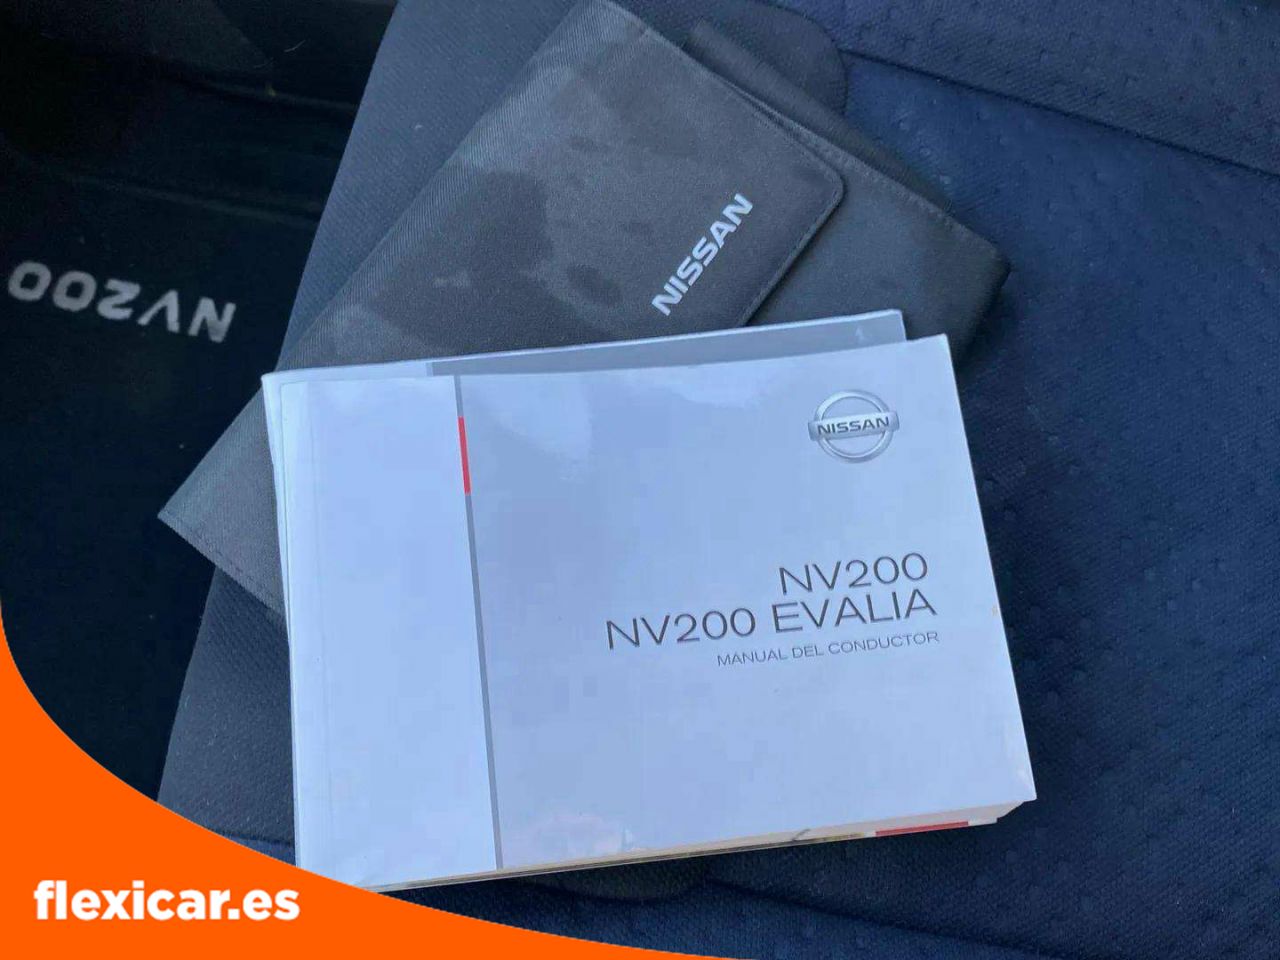 NISSAN
NV200
NISSAN
NV200
NV200 EVALIA
MANUAL DEL CONDUCTOR
flexicar.es